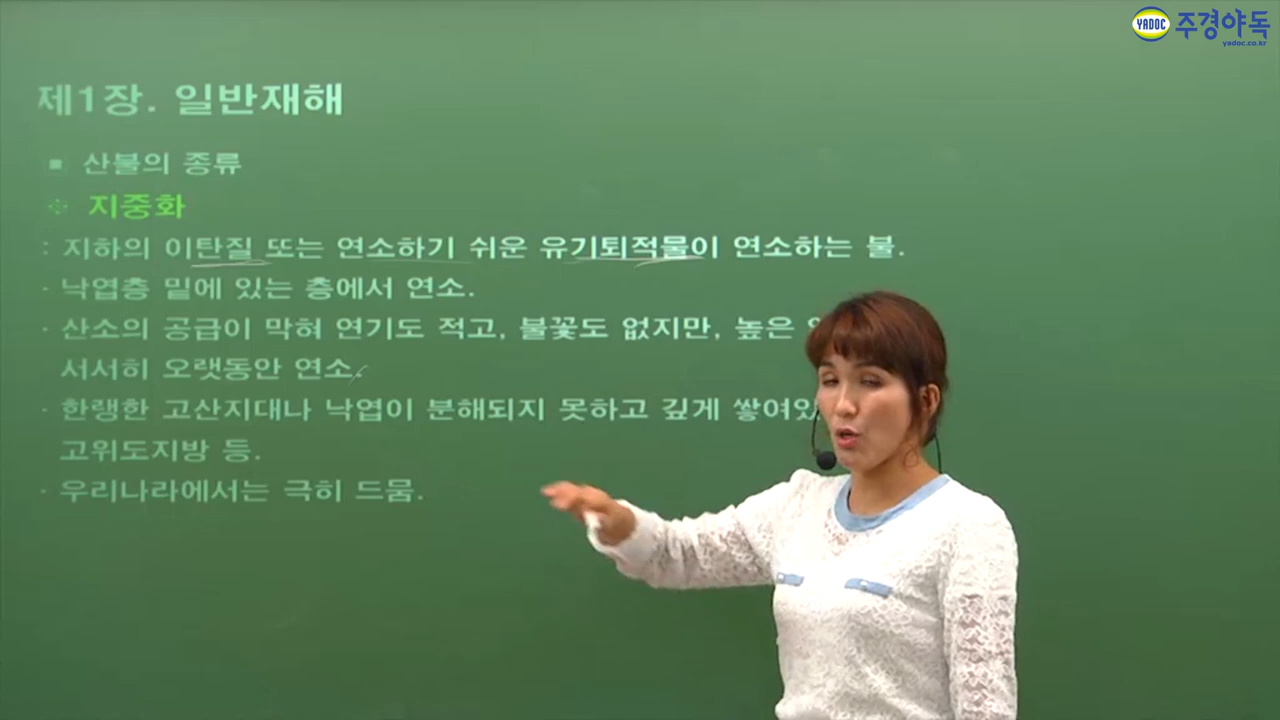 YADOC 주경야독
yadoc.co.kr
제1장. 일반재해
▪ 산불의 종류
※ 지중화
: 지하의 이탄질 또는 연소하기 쉬운 유기퇴적물이 연소하는 불.
· 낙엽층 밑에 있는 층에서 연소.
· 산소의 공급이 막혀 연기도 적고, 불꽃도 없지만, 높은
서서히 오랫동안 연소.
· 한랭한 고산지대나 낙엽이 분해되지 못하고 깊게 쌓여있
고위도지방 등.
· 우리나라에서는 극히 드뭄.